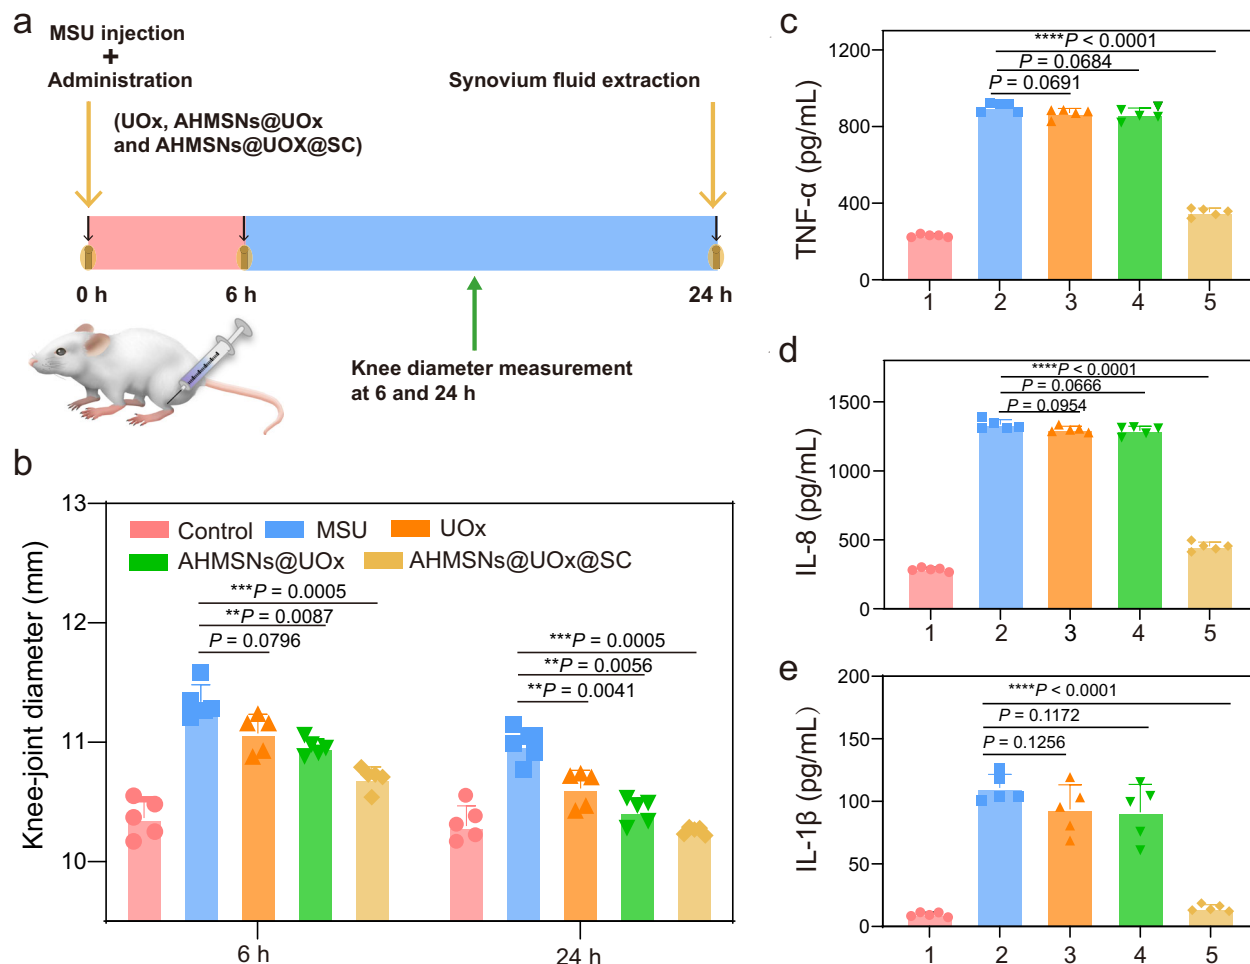 a
MSU injection
+
Administration
(UOx, AHMSNs@UOx
and AHMSNs@UOX@SC)
Synovium fluid extraction
0 h
6 h
24 h
Knee diameter measurement
at 6 and 24 h
b
Knee-joint diameter (mm)
13
12
11
10
Control
MSU
UOx
AHMSNs@UOx
AHMSNs@UOx@SC
***P = 0.0005
**P = 0.0087
P = 0.0796
***P = 0.0005
**P = 0.0056
**P = 0.0041
6 h
24 h
c
TNF-α (pg/mL)
1200
800
400
0
****P < 0.0001
P = 0.0684
P = 0.0691
1 2 3 4 5
d
IL-8 (pg/mL)
1500
1000
500
0
****P < 0.0001
P = 0.0666
P = 0.0954
1 2 3 4 5
e
IL-1β (pg/mL)
200
150
100
50
0
****P < 0.0001
P = 0.1172
P = 0.1256
1 2 3 4 5